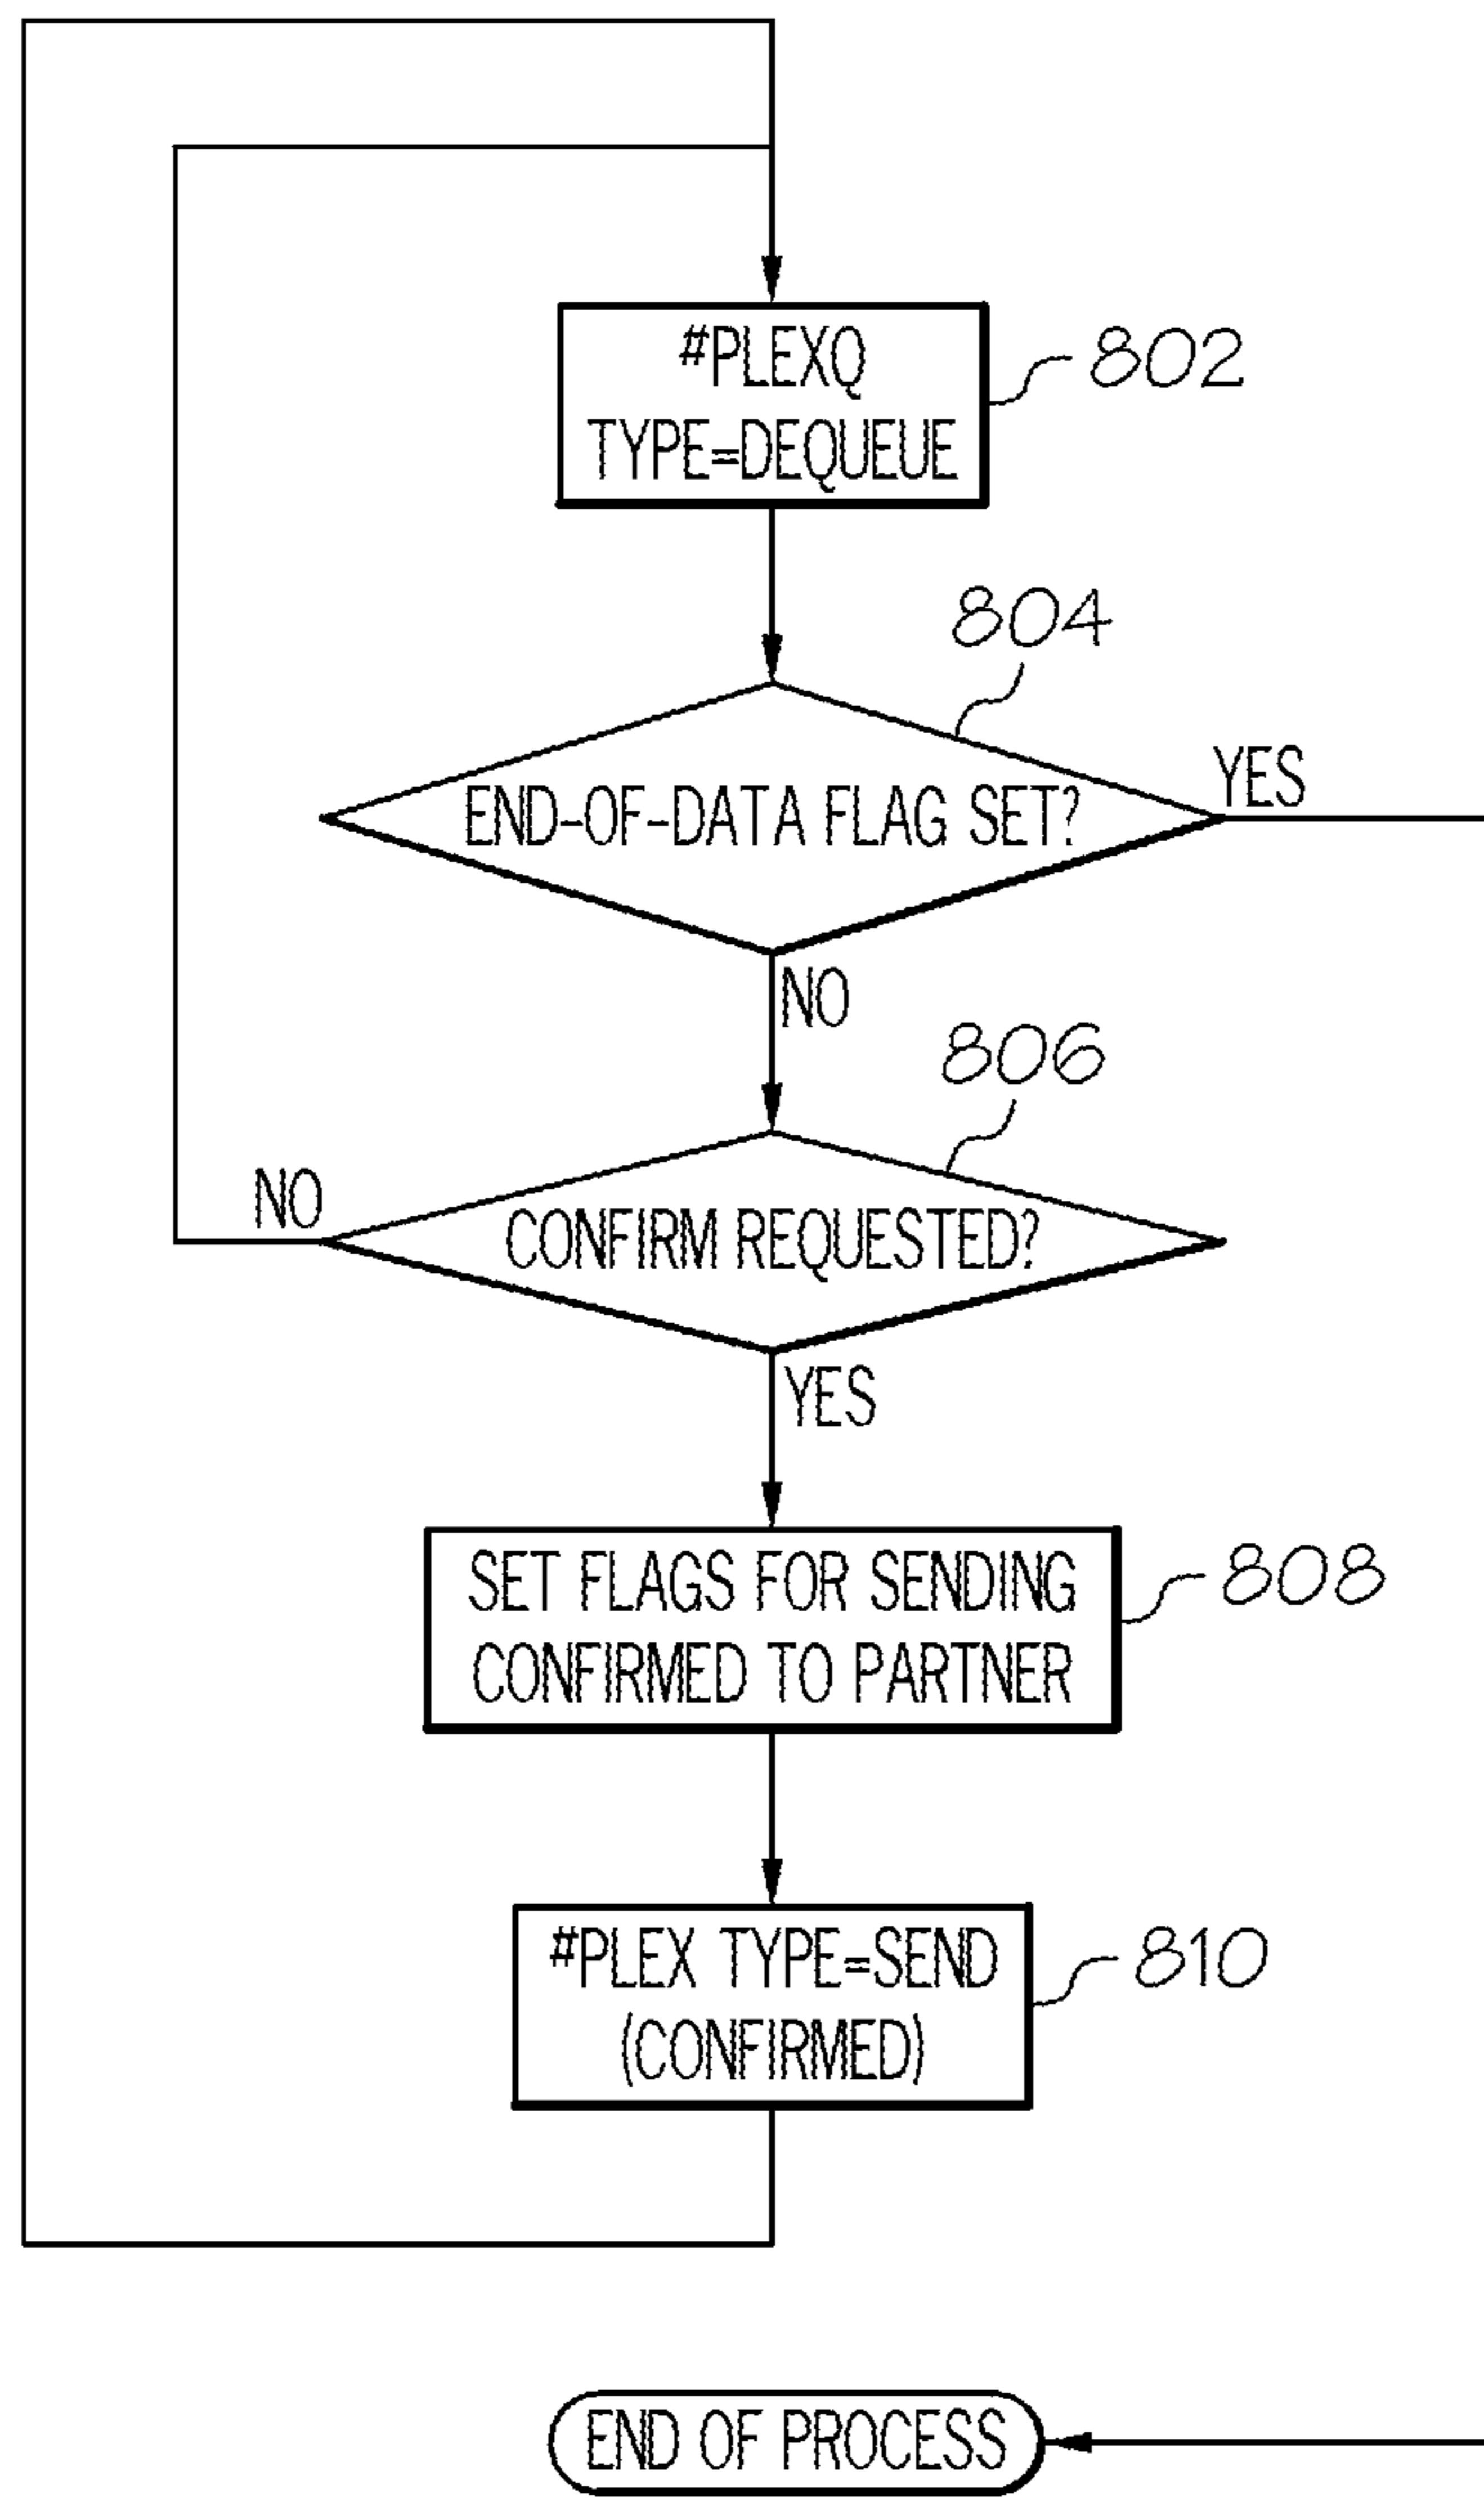 #PLEXQ
TYPE=DEQUEUE
802
804
END-OF-DATA FLAG SET?
YES
NO
806
NO
CONFIRM REQUESTED?
YES
SET FLAGS FOR SENDING
CONFIRMED TO PARTNER
808
#PLEX TYPE=SEND
(CONFIRMED)
810
END OF PROCESS